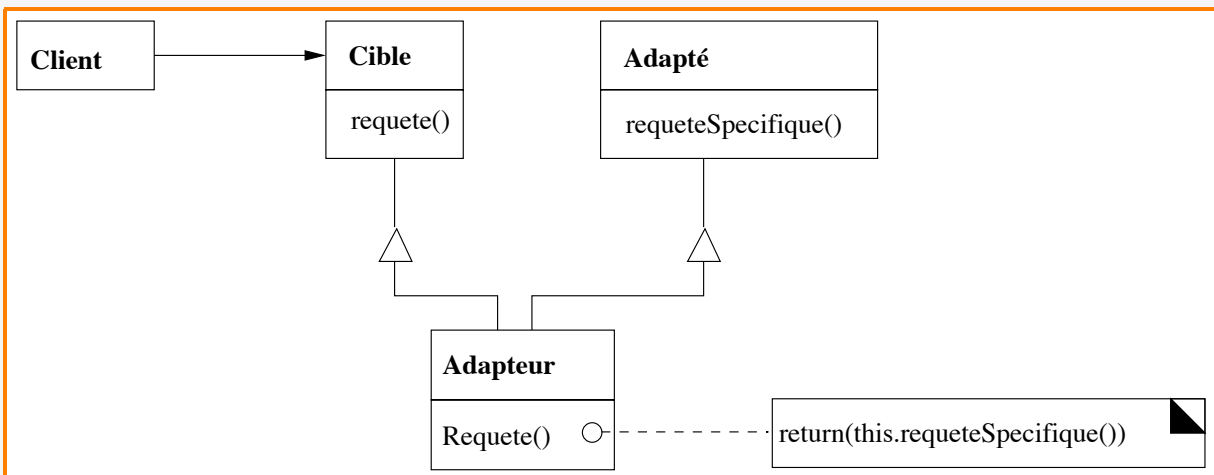 Client
Cible
Adapté
requete()
requeteSpecifique()
Adapteur
Requete()
return(this.requeteSpecifique())